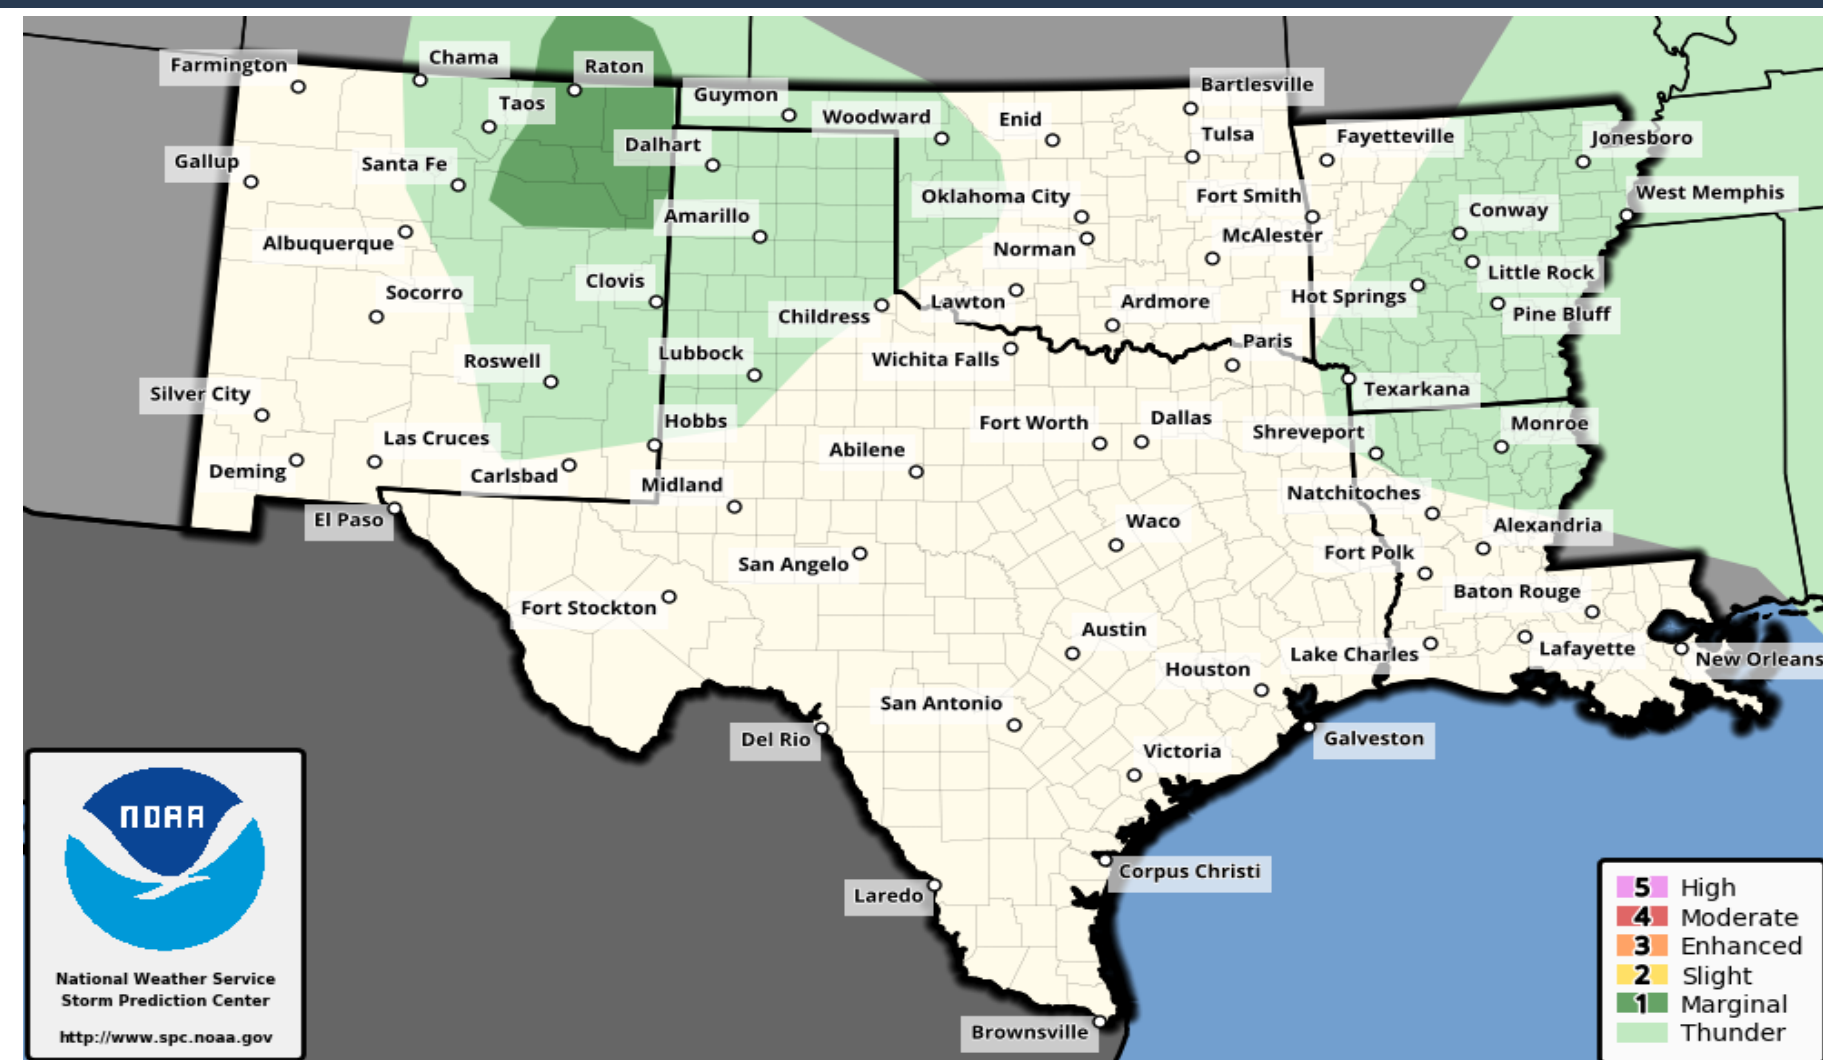 Farmington
Chama
Raton
Taos
Guymon
Woodward
Enid
Bartlesville
Tulsa
Fayetteville
Jonesboro
Gallup
Santa Fe
Dalhart
Oklahoma City
Fort Smith
Conway
West Memphis
Albuquerque
Amarillo
Norman
McAlester
Little Rock
Socorro
Clovis
Childress
Lawton
Ardmore
Hot Springs
Pine Bluff
Roswell
Lubbock
Wichita Falls
Paris
Texarkana
Silver City
Las Cruces
Hobbs
Abilene
Fort Worth
Dallas
Shreveport
Monroe
Deming
Carlsbad
Midland
Natchitoches
El Paso
San Angelo
Waco
Alexandria
Fort Polk
Fort Stockton
Baton Rouge
Austin
Houston
Lake Charles
Lafayette
New Orleans
Del Rio
San Antonio
Victoria
Galveston
Laredo
Corpus Christi
Brownsville
NOAA
National Weather Service
Storm Prediction Center
http://www.spc.noaa.gov
5 High
4 Moderate
3 Enhanced
2 Slight
1 Marginal
Thunder